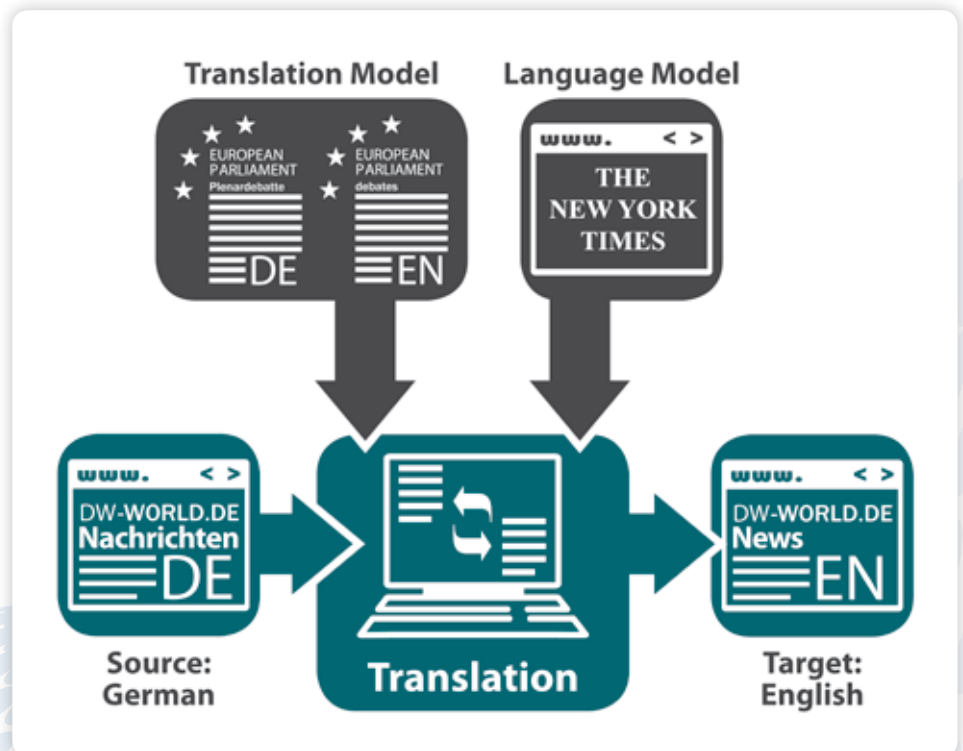 Translation Model
Language Model
EUROPEAN
PARLIAMENT
Plenardebatte
DE
EUROPEAN
PARLIAMENT
debates
EN
www. < >
THE
NEW YORK
TIMES
www. < >
DW-WORLD.DE
Nachrichten
DE
Source:
German
Translation
www. < >
DW-WORLD.DE
News
EN
Target:
English